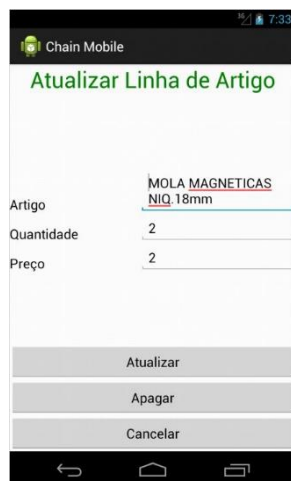 7:33
Chain Mobile
Atualizar Linha de Artigo
Artigo
MOLA MAGNETICAS
NIQ.18mm
Quantidade
2
Preço
2
Atualizar
Apagar
Cancelar